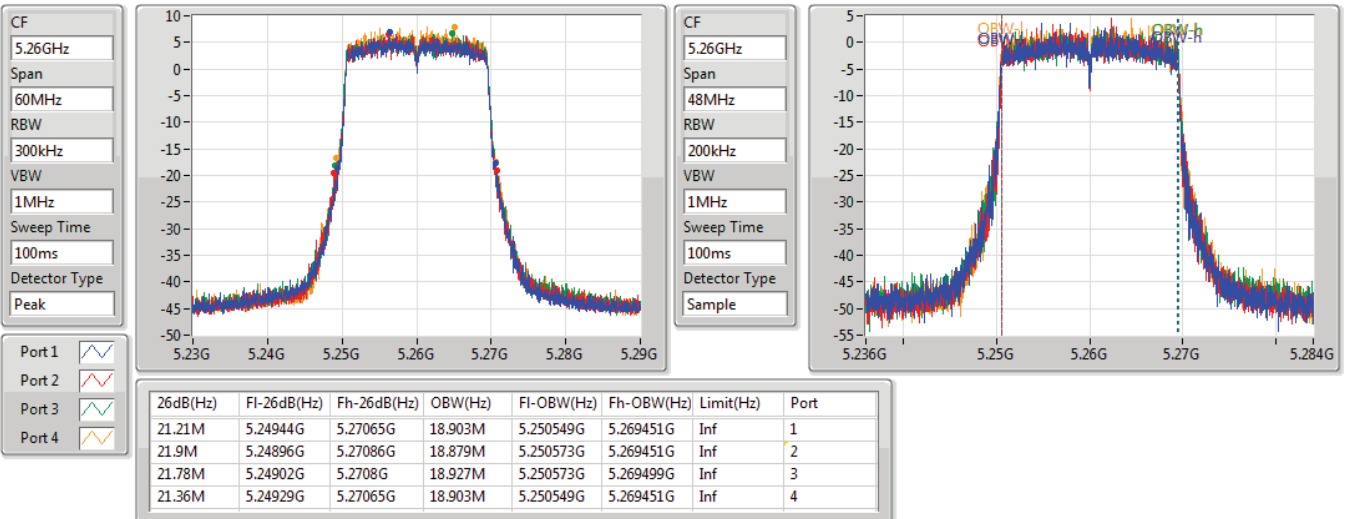 CF
5.26GHz
Span
60MHz
RBW
300kHz
VBW
1MHz
Sweep Time
100ms
Detector Type
Peak
10
5
0
-5
-10
-15
-20
-25
-30
-35
-40
-45
-50
5.23G 5.24G 5.25G 5.26G 5.27G 5.28G 5.29G
CF
5.26GHz
Span
48MHz
RBW
200kHz
VBW
1MHz
Sweep Time
100ms
Detector Type
Sample
5
0
-5
-10
-15
-20
-25
-30
-35
-40
-45
-50
-55
OBW-h
5.236G 5.25G 5.26G 5.27G 5.284G
Port 1
Port 2
Port 3
Port 4
26dB(Hz) Fl-26dB(Hz) Fh-26dB(Hz) OBW(Hz) Fl-OBW(Hz) Fh-OBW(Hz) Limit(Hz) Port
21.21M 5.24944G 5.27065G 18.903M 5.250549G 5.269451G Inf 1
21.9M 5.24896G 5.27086G 18.879M 5.250573G 5.269451G Inf 2
21.78M 5.24902G 5.2708G 18.927M 5.250573G 5.269499G Inf 3
21.36M 5.24929G 5.27065G 18.903M 5.250549G 5.269451G Inf 4